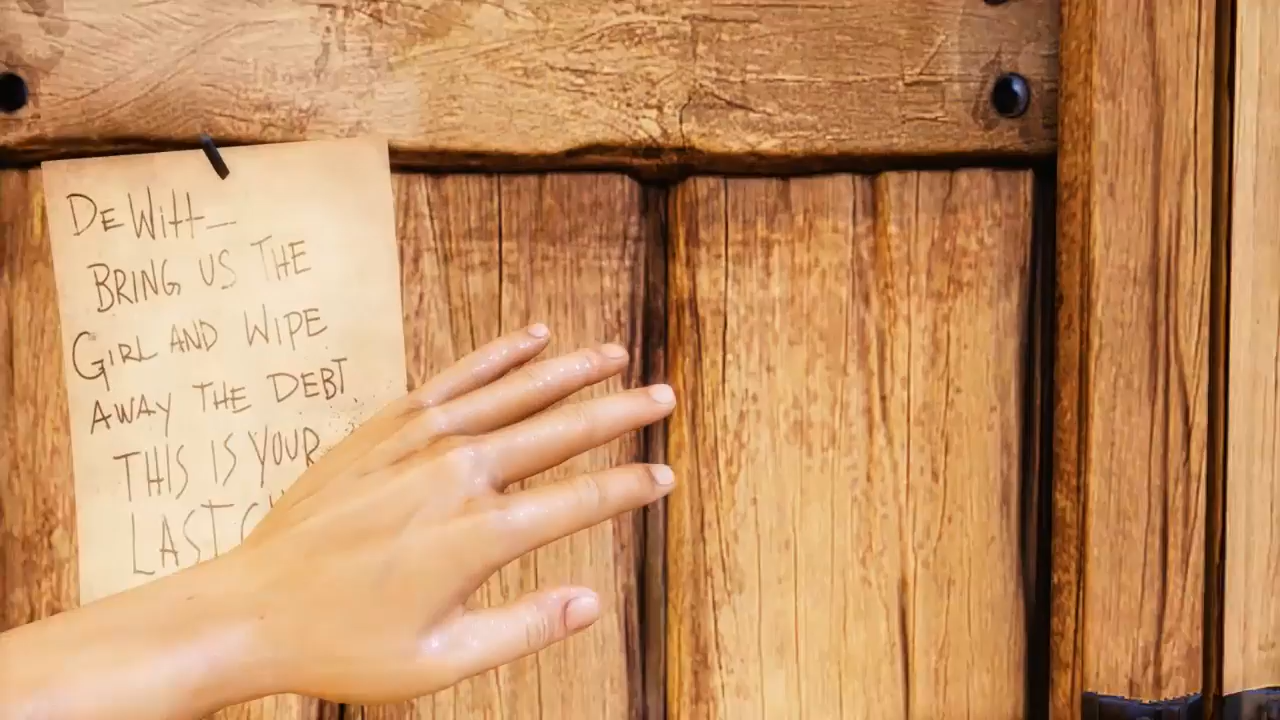 DeWitt—
BRING US THE
GIRL AND WIPE
AWAY THE DEBT.
THIS IS YOUR
LAST